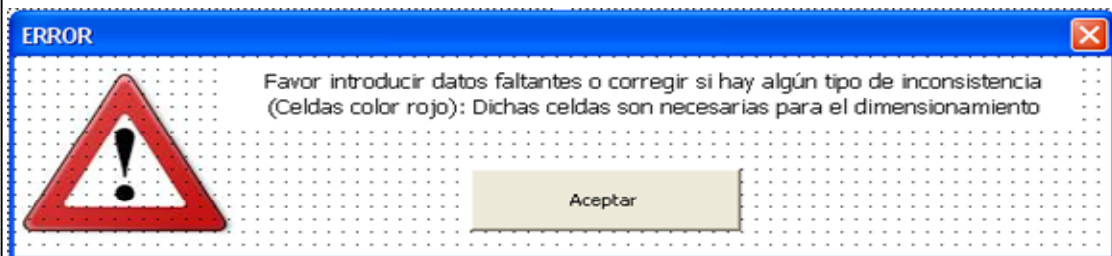 ERROR
Favor introducir datos faltantes o corregir si hay algún tipo de inconsistencia
(Celdas color rojo): Dichas celdas son necesarias para el dimensionamiento
Aceptar